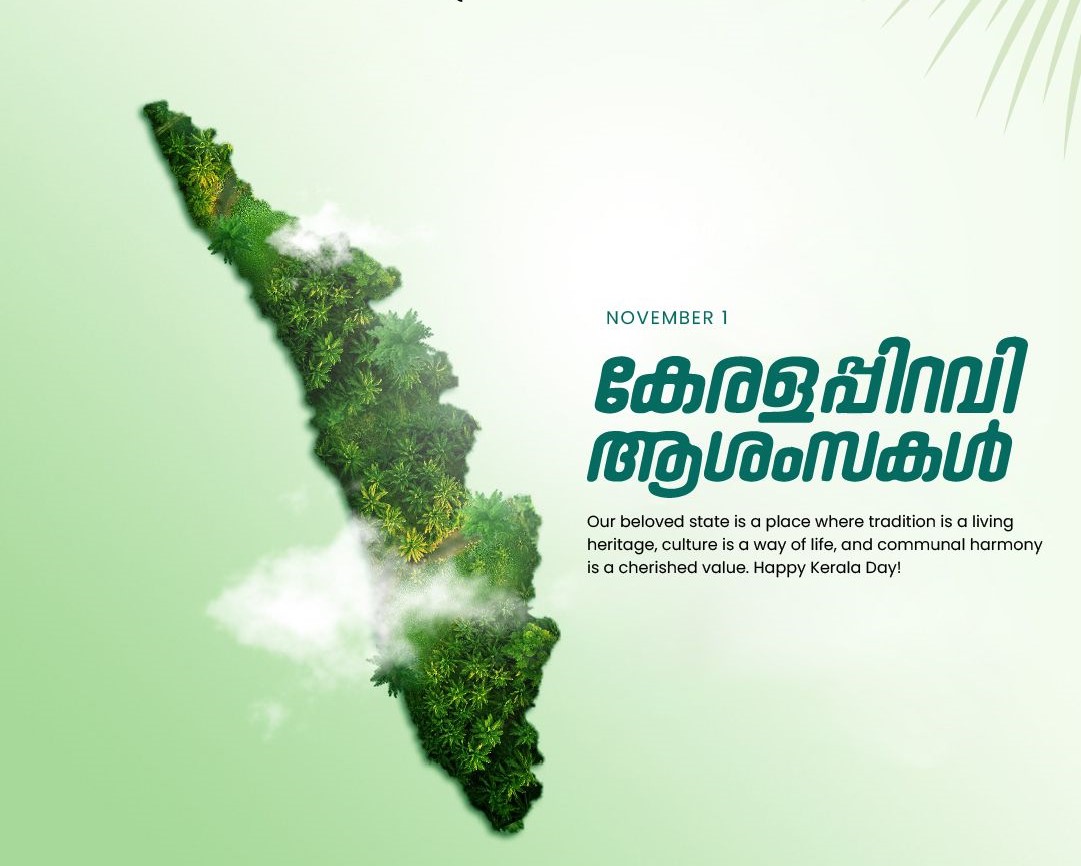 NOVEMBER 1
കേരളപ്പിറവി
ആശംസകൾ
Our beloved state is a place where tradition is a living
heritage, culture is a way of life, and communal harmony
is a cherished value. Happy Kerala Day!